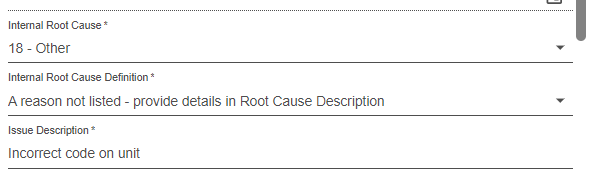 Internal Root Cause *
18 - Other
Internal Root Cause Definition *
A reason not listed - provide details in Root Cause Description
Issue Description *
Incorrect code on unit